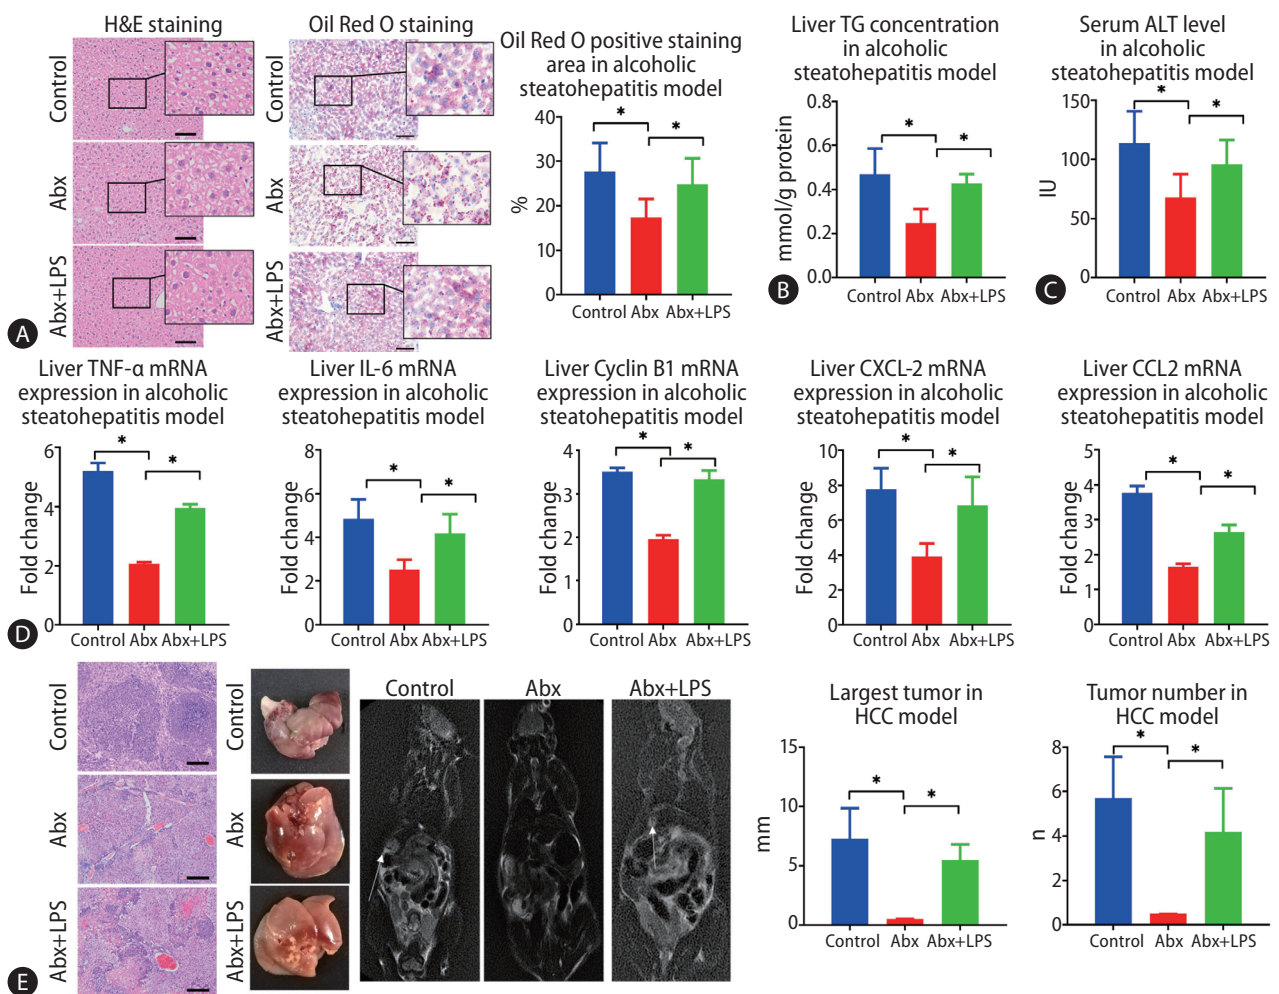 H&E staining
Oil Red O staining
Control
Abx
Abx+LPS
Control
Abx
Abx+LPS
Oil Red O positive staining
area in alcoholic
steatohepatitis model
%
40
30
20
10
0
Control Abx Abx+LPS
A
Liver TG concentration
in alcoholic
steatohepatitis model
mmol/g protein
0.8
0.6
0.4
0.2
0.0
* *
Control Abx Abx+LPS
B
Serum ALT level
in alcoholic
steatohepatitis model
IU
150
100
50
0
* *
Control Abx Abx+LPS
C
Liver TNF-α mRNA
expression in alcoholic
steatohepatitis model
Fold change
6
4
2
0
* *
Control Abx Abx+LPS
D
Liver IL-6 mRNA
expression in alcoholic
steatohepatitis model
Fold change
8
6
4
2
0
* *
Control Abx Abx+LPS
Liver Cyclin B1 mRNA
expression in alcoholic
steatohepatitis model
Fold change
4
3
2
1
0
* *
Control Abx Abx+LPS
Liver CXCL-2 mRNA
expression in alcoholic
steatohepatitis model
Fold change
10
8
6
4
2
0
* *
Control Abx Abx+LPS
Liver CCL2 mRNA
expression in alcoholic
steatohepatitis model
Fold change
5
4
3
2
1
0
* *
Control Abx Abx+LPS
Control
Abx
Abx+LPS
Control
Abx
Abx+LPS
Control Abx Abx+LPS
E
Largest tumor in
HCC model
mm
15
10
5
0
* *
Control Abx Abx+LPS
Tumor number in
HCC model
n
8
6
4
2
0
* *
Control Abx Abx+LPS